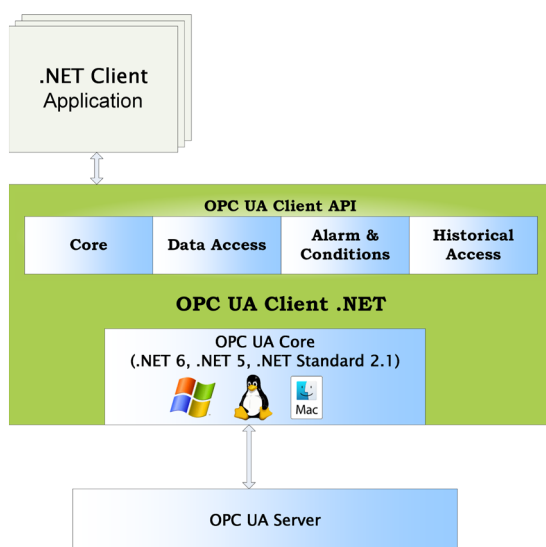 .NET Client
Application
OPC UA Client API
Core
Data Access
Alarm &
Conditions
Historical
Access
OPC UA Client .NET
OPC UA Core
(.NET 6, .NET 5, .NET Standard 2.1)
Mac
OPC UA Server